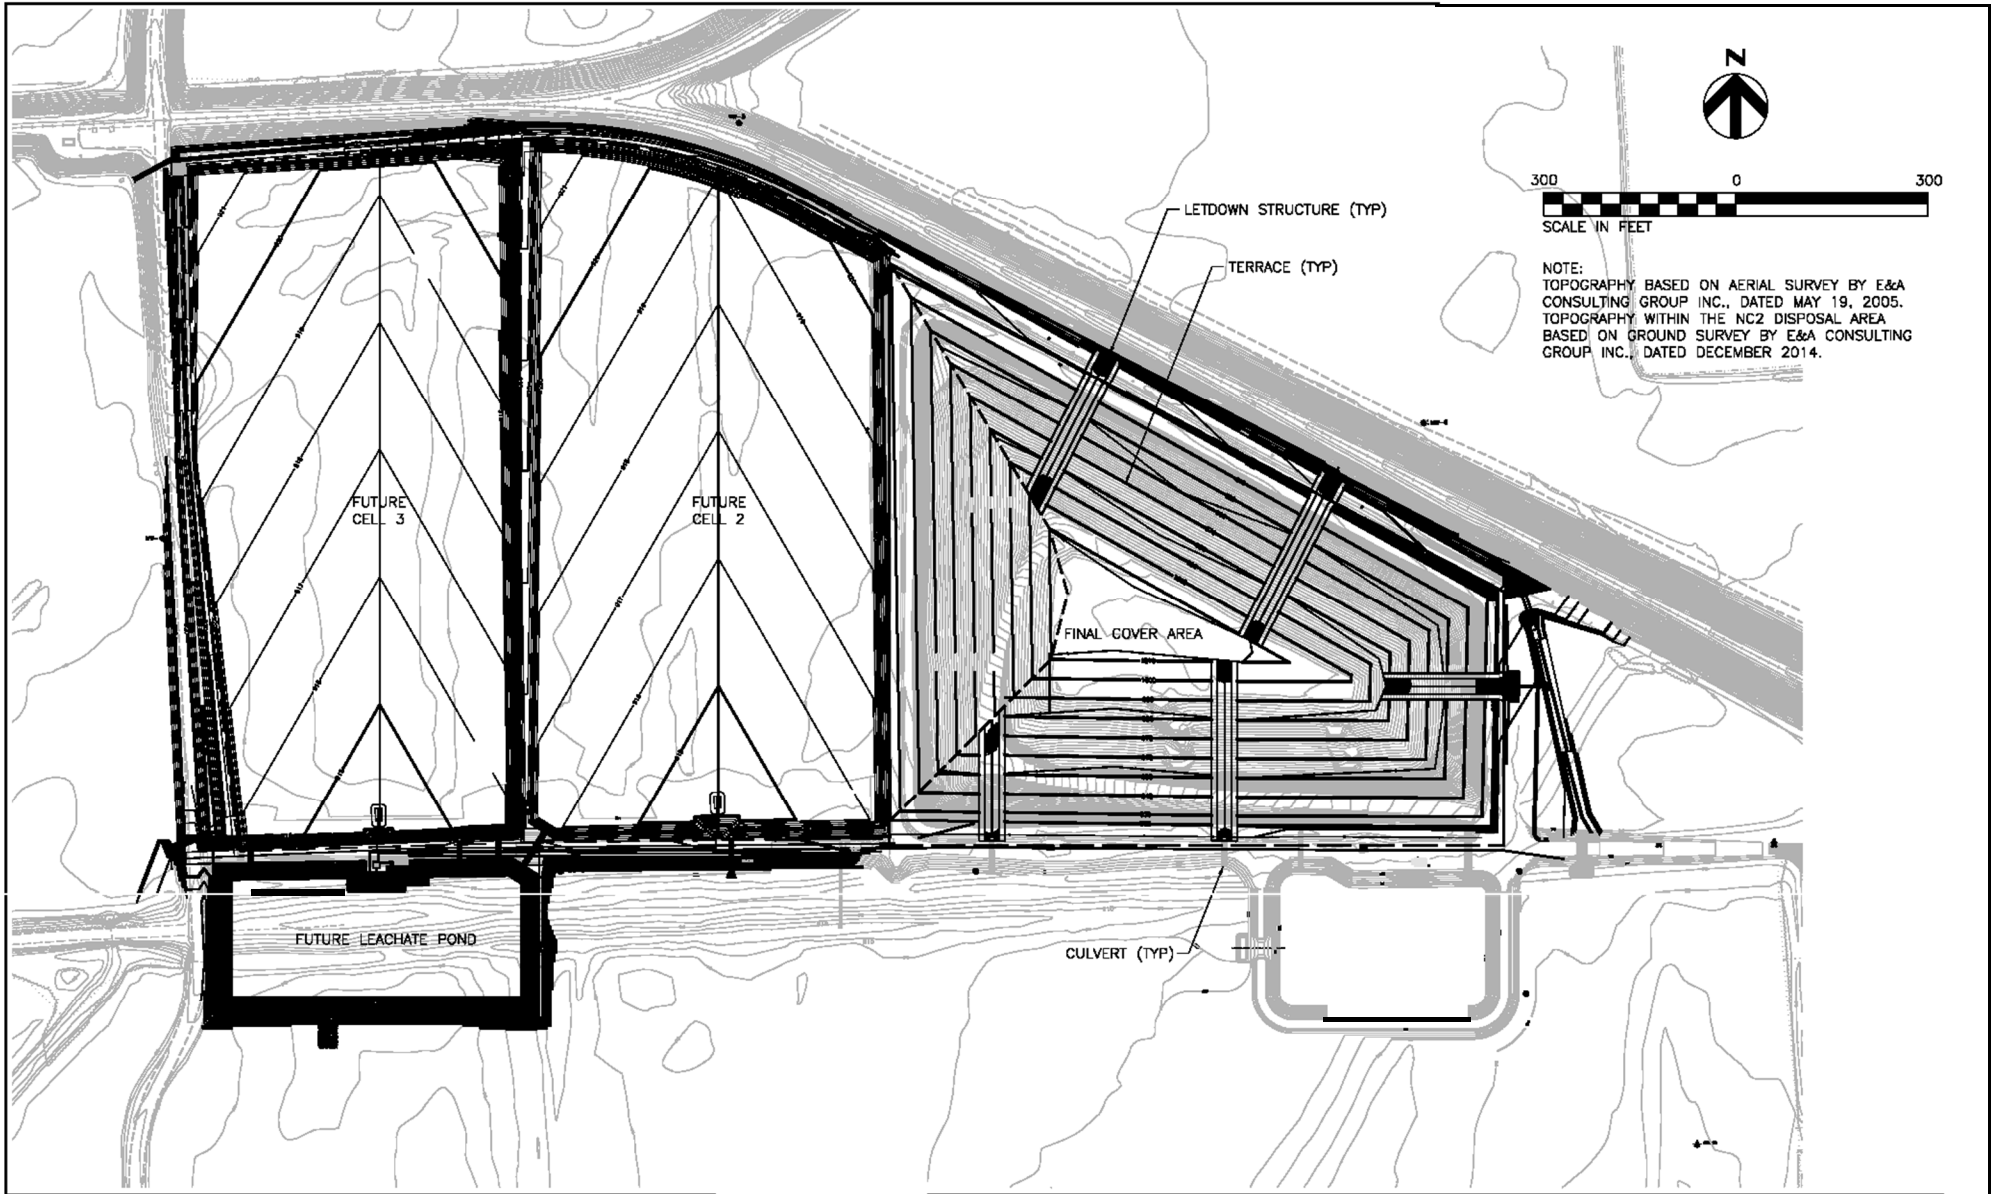 N
300 0 300
SCALE IN FEET
NOTE:
TOPOGRAPHY BASED ON AERIAL SURVEY BY E&A
CONSULTING GROUP INC., DATED MAY 19, 2005.
TOPOGRAPHY WITHIN THE NC2 DISPOSAL AREA
BASED ON GROUND SURVEY BY E&A CONSULTING
GROUP INC., DATED DECEMBER 2014.
LETDOWN STRUCTURE (TYP)
TERRACE (TYP)
FUTURE
CELL 3
FUTURE
CELL 2
FINAL COVER AREA
FUTURE LEACHATE POND
CULVERT (TYP)